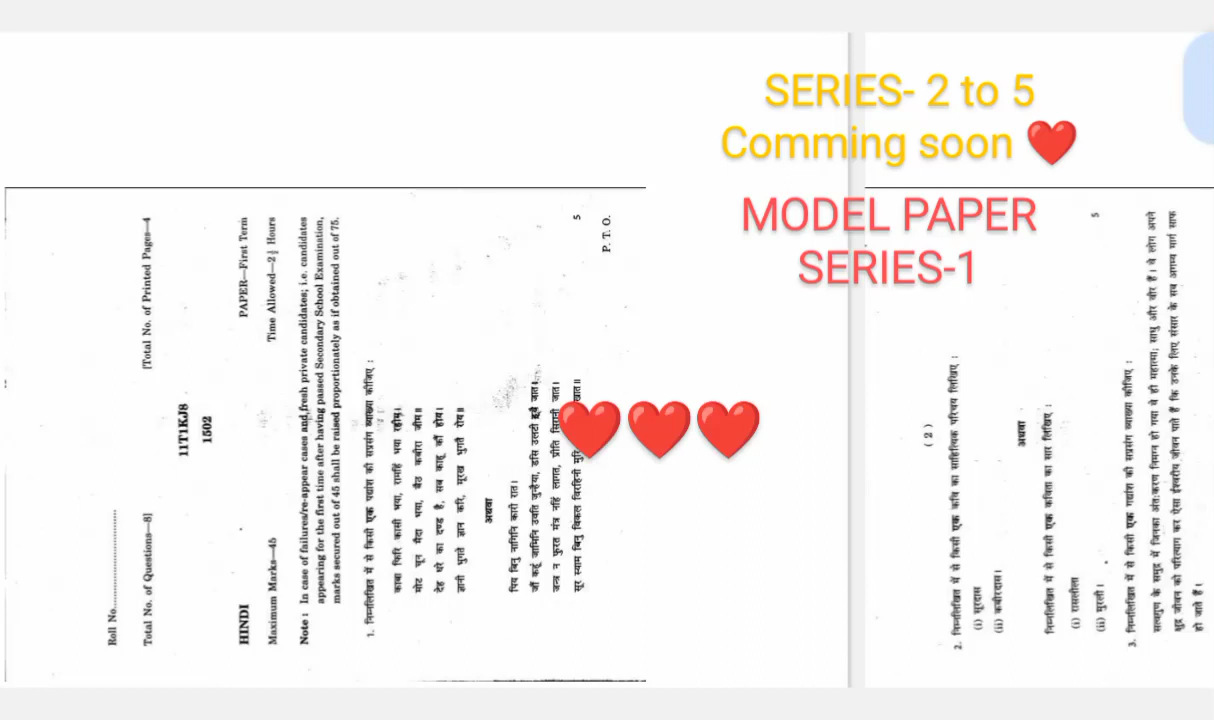 SERIES- 2 to 5
Comming soon ❤️
MODEL PAPER
SERIES-1
❤️❤️❤️
Roll No.
Total No. of Questions—8]
[Total No. of Printed Pages—4
11T1KJ8
1502
HINDI
PAPER—First Term
Maximum Marks—45
Time Allowed—2½ Hours
Note : In case of failures/re-appear cases and fresh private candidates; i.e. candidates
appearing for the first time after having passed Secondary School Examination,
marks secured out of 45 shall be raised proportionately as if obtained out of 75.
1. निम्नलिखित में से किसी एक पद्यांश की सप्रसंग व्याख्या कीजिए :
काबा फिरि कासी भया, रामहिं भया रहीम।
मोट चून मैदा भया, बैठ कबीरा जीम॥
देह धरे का दण्ड है, सब काहू कौ होय।
ज्ञानी भुगते ज्ञान करि, मूरख भुगतै रोय॥
अथवा
पिय बिनु नागिनि कारी रात।
जौं कहूं जामिनि उवति जुन्हैया, डसि उलटी ह्वै जात।
जन्त्र न फुरत मंत्र नहिं लागत, प्रीति सिरानी जात।
सूर स्याम बिनु बिकल बिरहिनी मुरि खात॥
5
P. T. O.
( 2 )
2. निम्नलिखित में से किसी एक कवि का साहित्यिक परिचय लिखिए :
(i) सूरदास
(ii) कबीरदास।
अथवा
निम्नलिखित में से किसी एक कविता का सार लिखिए :
(i) रासलीला
(ii) मुरली।
5
3. निम्नलिखित में से किसी एक गद्यांश की सप्रसंग व्याख्या कीजिए :
सत्वगुण के समुद्र में जिनका अंत:करण निमग्न हो गया वे ही महात्मा; साधु और वीर हैं। वे लोग अपने
क्षुद्र जीवन को परित्याग कर ऐसा ईश्वरीय जीवन पाते हैं कि उनके लिए संसार के सब अगम्य मार्ग साफ
हो जाते हैं।